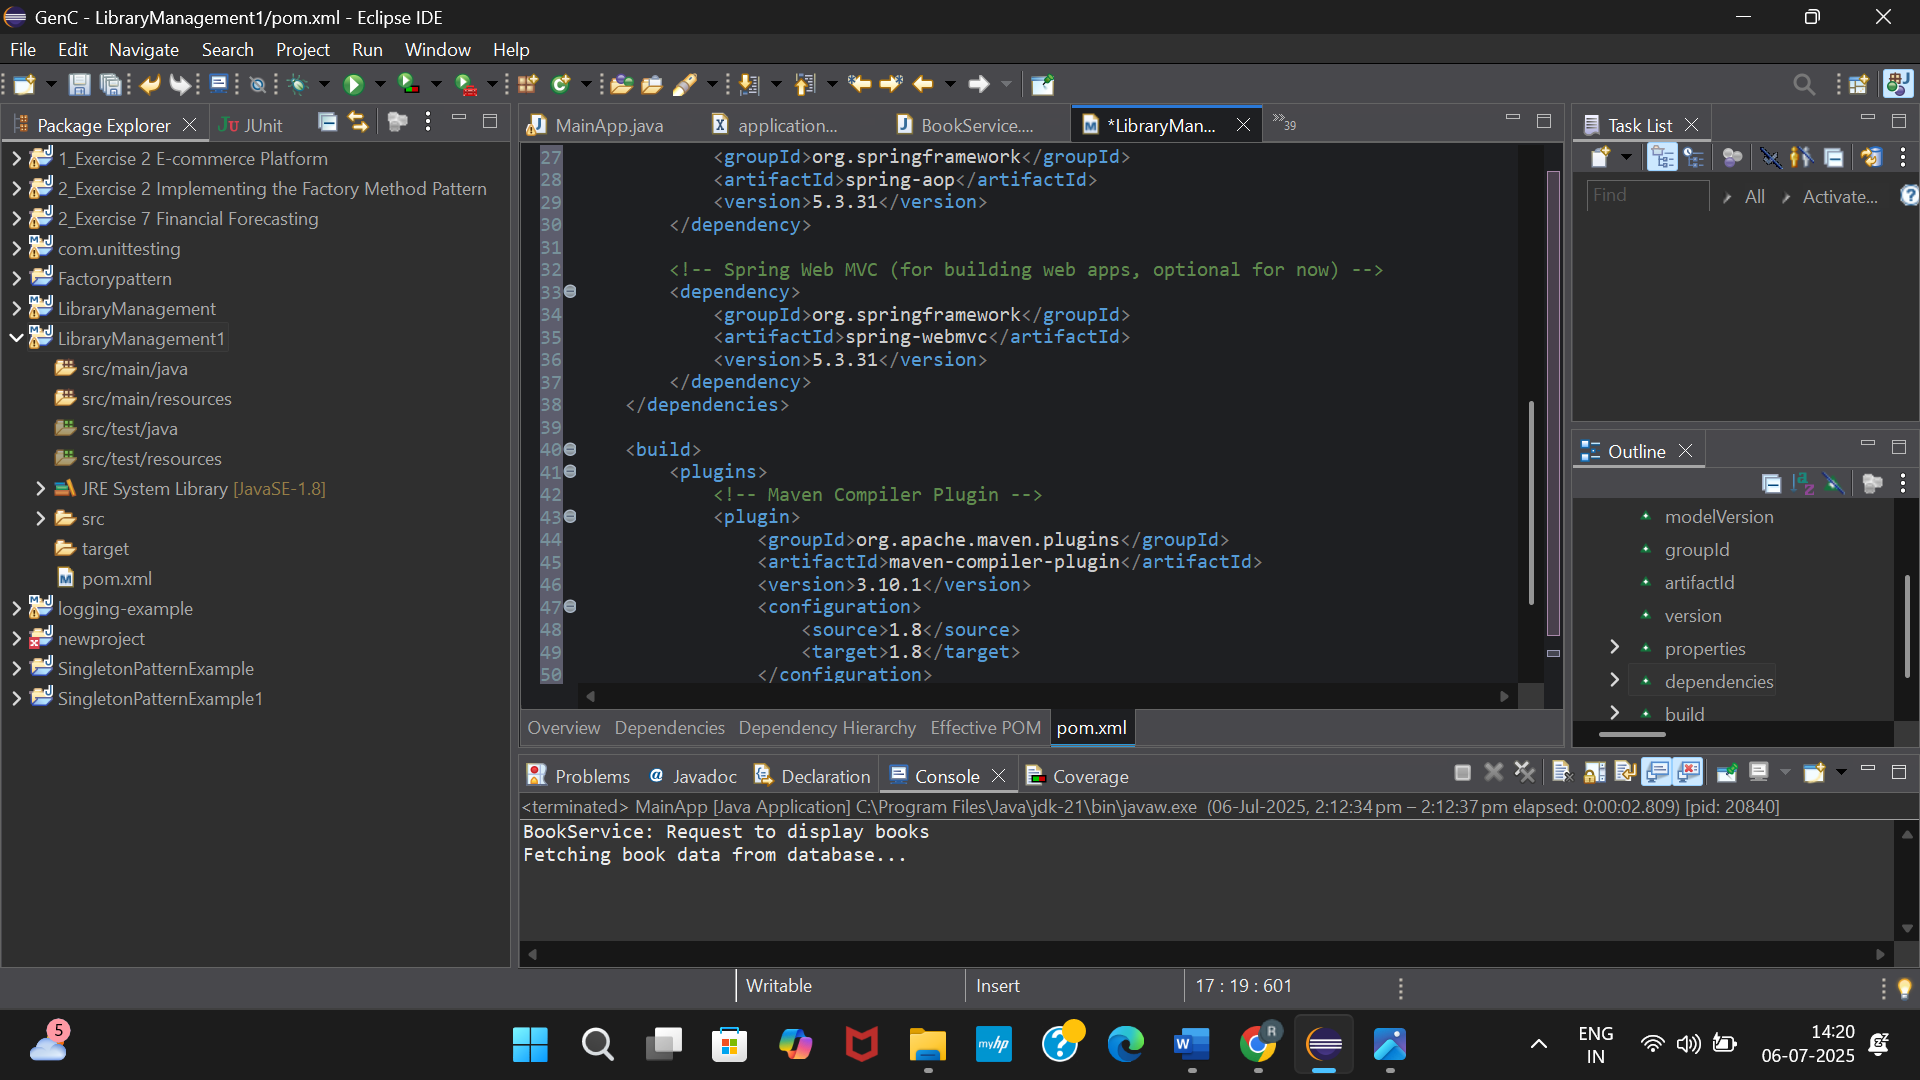 GenC - LibraryManagement1/pom.xml - Eclipse IDE
File Edit Navigate Search Project Run Window Help
Package Explorer
JUnit
1_Exercise 2 E-commerce Platform
2_Exercise 2 Implementing the Factory Method Pattern
2_Exercise 7 Financial Forecasting
com.unittesting
Factorypattern
LibraryManagement
LibraryManagement1
src/main/java
src/main/resources
src/test/java
src/test/resources
JRE System Library [JavaSE-1.8]
src
target
pom.xml
logging-example
newproject
SingletonPatternExample
SingletonPatternExample1
MainApp.java
application...
BookService....
*LibraryMan...
»39
27 <groupId>org.springframework</groupId>
28 <artifactId>spring-aop</artifactId>
29 <version>5.3.31</version>
30 </dependency>
31
32 <!-- Spring Web MVC (for building web apps, optional for now) -->
33 <dependency>
34 <groupId>org.springframework</groupId>
35 <artifactId>spring-webmvc</artifactId>
36 <version>5.3.31</version>
37 </dependency>
38 </dependencies>
39
40 <build>
41 <plugins>
42 <!-- Maven Compiler Plugin -->
43 <plugin>
44 <groupId>org.apache.maven.plugins</groupId>
45 <artifactId>maven-compiler-plugin</artifactId>
46 <version>3.10.1</version>
47 <configuration>
48 <source>1.8</source>
49 <target>1.8</target>
50 </configuration>
Overview Dependencies Dependency Hierarchy Effective POM pom.xml
Task List
Find
All
Activate...
Outline
modelVersion
groupId
artifactId
version
properties
dependencies
build
Problems
@ Javadoc
Declaration
Console
Coverage
<terminated> MainApp [Java Application] C:\Program Files\Java\jdk-21\bin\javaw.exe (06-Jul-2025, 2:12:34 pm – 2:12:37 pm elapsed: 0:00:02.809) [pid: 20840]
BookService: Request to display books
Fetching book data from database...
Writable
Insert
17 : 19 : 601
5
myhp
W
R
ENG
IN
14:20
06-07-2025